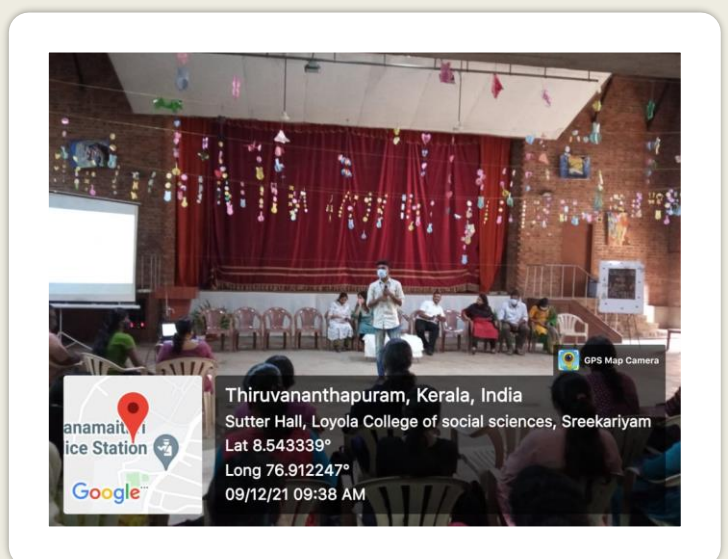 GPS Map Camera
Thiruvananthapuram, Kerala, India
Sutter Hall, Loyola College of social sciences, Sreekariyam
Lat 8.543339°
Long 76.912247°
09/12/21 09:38 AM
ice Station
Google